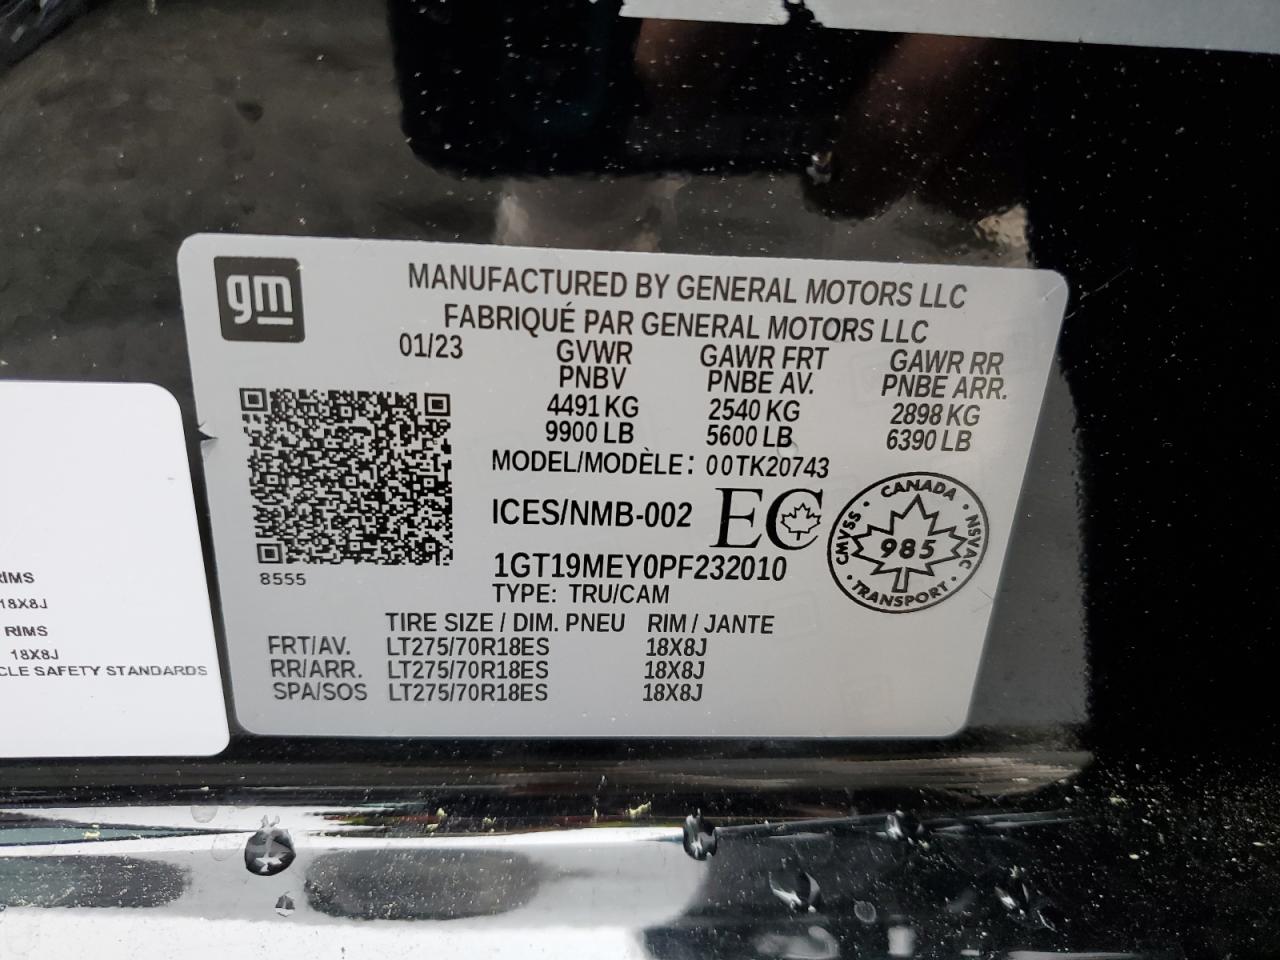 gm
MANUFACTURED BY GENERAL MOTORS LLC
FABRIQUÉ PAR GENERAL MOTORS LLC
01/23 GVWR GAWR FRT GAWR RR
PNBV PNBE AV. PNBE ARR.
4491 KG 2540 KG 2898 KG
9900 LB 5600 LB 6390 LB
MODEL/MODÈLE: 00TK20743
ICES/NMB-002 EC
CANADA
CMVSS NSVAC
985
TRANSPORT
1GT19MEY0PF232010
8555
TYPE: TRU/CAM
TIRE SIZE / DIM. PNEU RIM / JANTE
FRT/AV. LT275/70R18ES 18X8J
RR/ARR. LT275/70R18ES 18X8J
SPA/SOS LT275/70R18ES 18X8J
RIMS
18X8J
RIMS
18X8J
CLE SAFETY STANDARDS